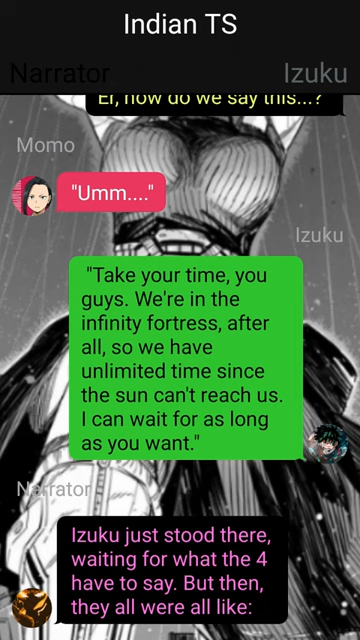 Indian TS
Narrator
Izuku
Er, how do we say this...?
Momo
"Umm...."
Izuku
"Take your time, you
guys. We're in the
infinity fortress, after
all, so we have
unlimited time since
the sun can't reach us.
I can wait for as long
as you want."
Narrator
Izuku just stood there,
waiting for what the 4
have to say. But then,
they all were all like: